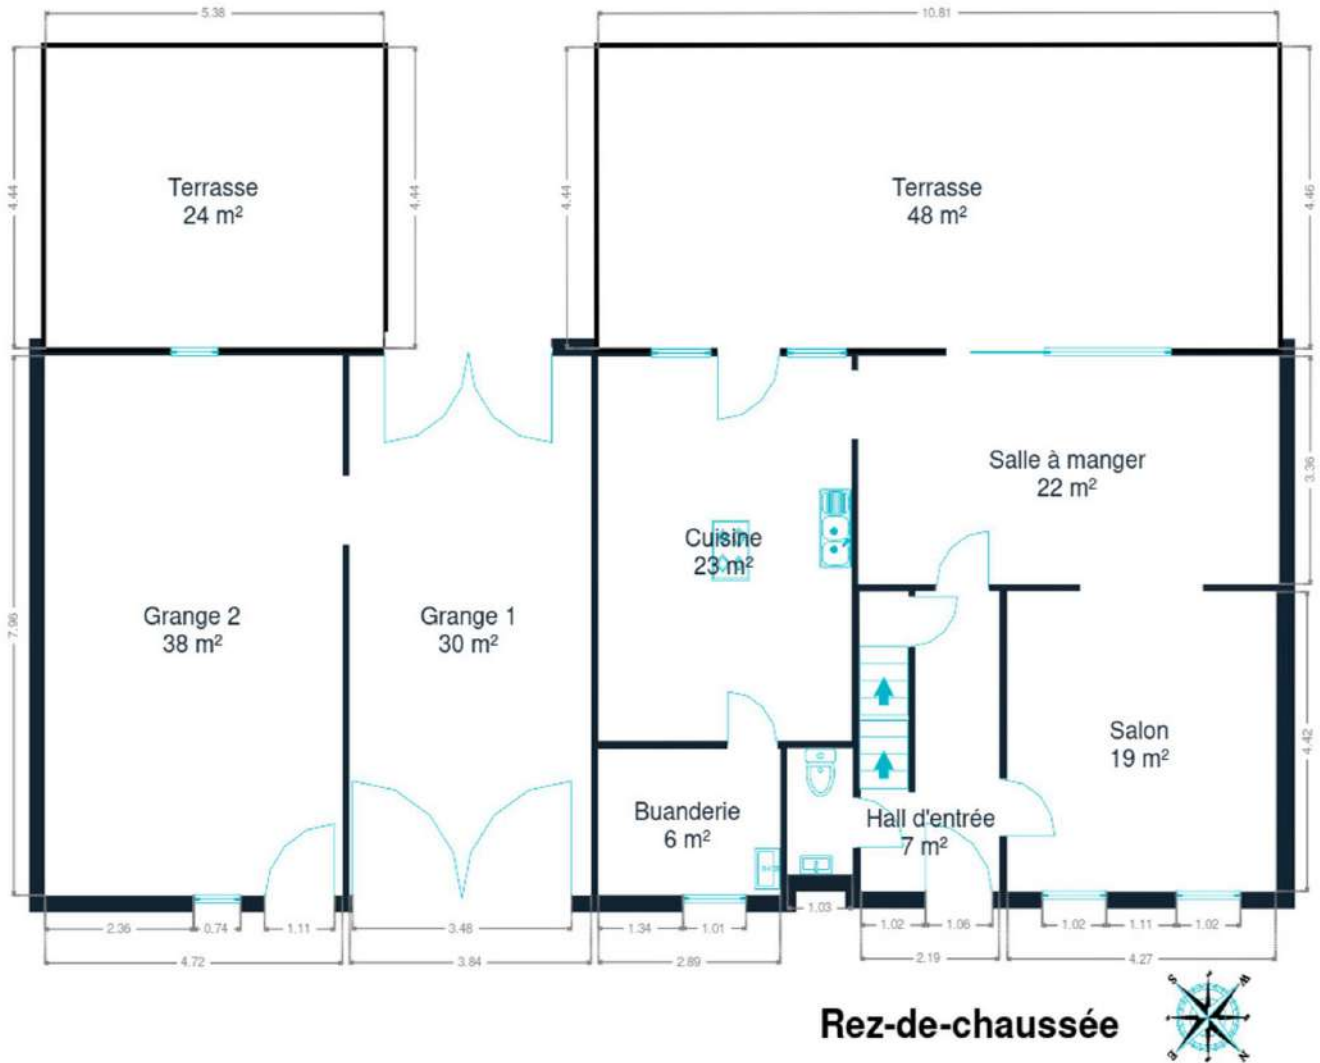 5.38
10.81
4.44
4.44
4.44
4.46
Terrasse
24 m²
Terrasse
48 m²
Salle à manger
22 m²
3.36
Cuisine
23 m²
Grange 2
38 m²
Grange 1
30 m²
7.96
Salon
19 m²
4.42
Buanderie
6 m²
Hall d'entrée
7 m²
2.36
0.74
1.11
3.48
1.34
1.01
1.03
1.02
1.06
1.02
1.11
1.02
4.72
3.84
2.89
2.19
4.27
Rez-de-chaussée
S
W
E
N